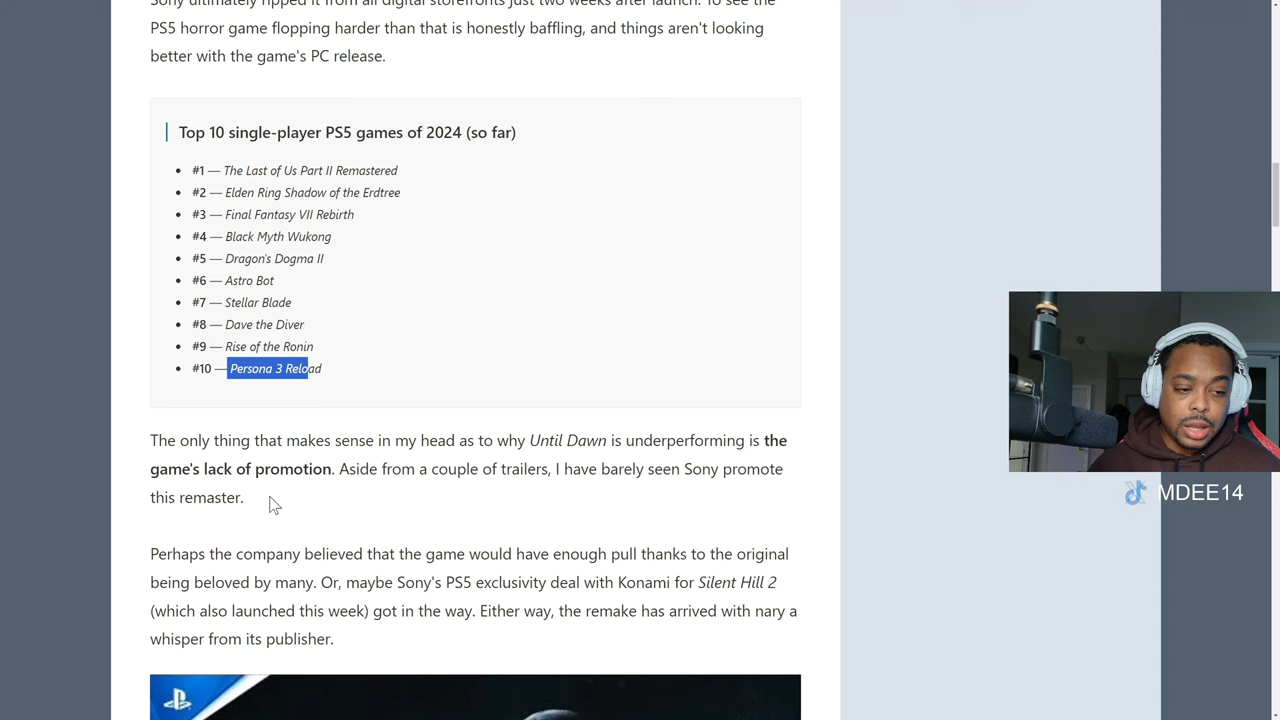 Sony ultimately ripped it from all digital storefronts just two weeks after launch. To see the
PS5 horror game flopping harder than that is honestly baffling, and things aren't looking
better with the game's PC release.
Top 10 single-player PS5 games of 2024 (so far)
• #1 — The Last of Us Part II Remastered
• #2 — Elden Ring Shadow of the Erdtree
• #3 — Final Fantasy VII Rebirth
• #4 — Black Myth Wukong
• #5 — Dragon's Dogma II
• #6 — Astro Bot
• #7 — Stellar Blade
• #8 — Dave the Diver
• #9 — Rise of the Ronin
• #10 — Persona 3 Reload
The only thing that makes sense in my head as to why Until Dawn is underperforming is the
game's lack of promotion. Aside from a couple of trailers, I have barely seen Sony promote
this remaster.
MDEE14
Perhaps the company believed that the game would have enough pull thanks to the original
being beloved by many. Or, maybe Sony's PS5 exclusivity deal with Konami for Silent Hill 2
(which also launched this week) got in the way. Either way, the remake has arrived with nary a
whisper from its publisher.